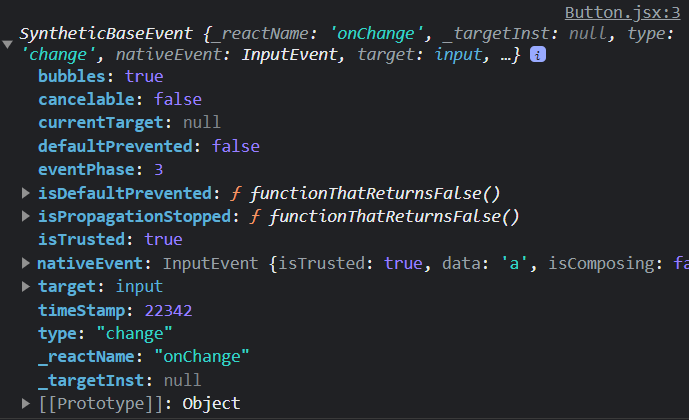 Button.jsx:3
SyntheticBaseEvent {_reactName: 'onChange', _targetInst: null, type:
'change', nativeEvent: InputEvent, target: input, …} i
bubbles: true
cancelable: false
currentTarget: null
defaultPrevented: false
eventPhase: 3
isDefaultPrevented: ƒ functionThatReturnsFalse()
isPropagationStopped: ƒ functionThatReturnsFalse()
isTrusted: true
nativeEvent: InputEvent {isTrusted: true, data: 'a', isComposing: fa
target: input
timeStamp: 22342
type: "change"
_reactName: "onChange"
_targetInst: null
[[Prototype]]: Object